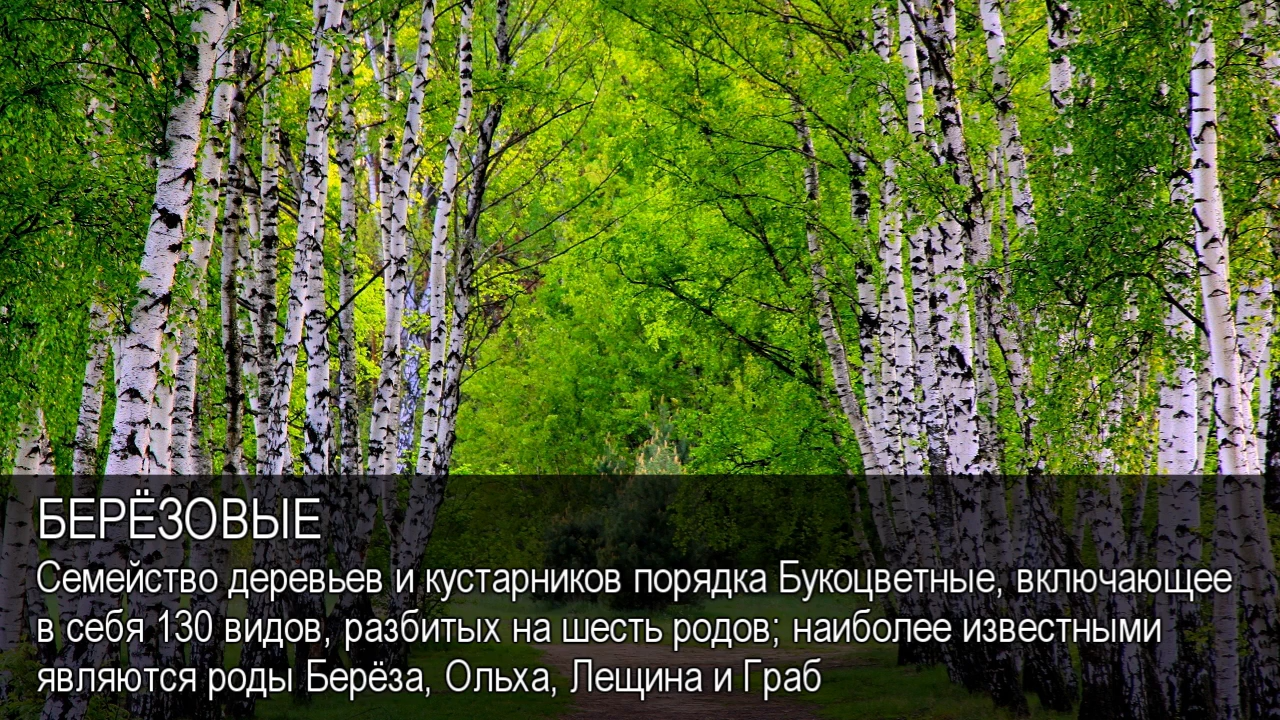 БЕРЁЗОВЫЕ
Семейство деревьев и кустарников порядка Букоцветные, включающее
в себя 130 видов, разбитых на шесть родов; наиболее известными
являются роды Берёза, Ольха, Лещина и Граб